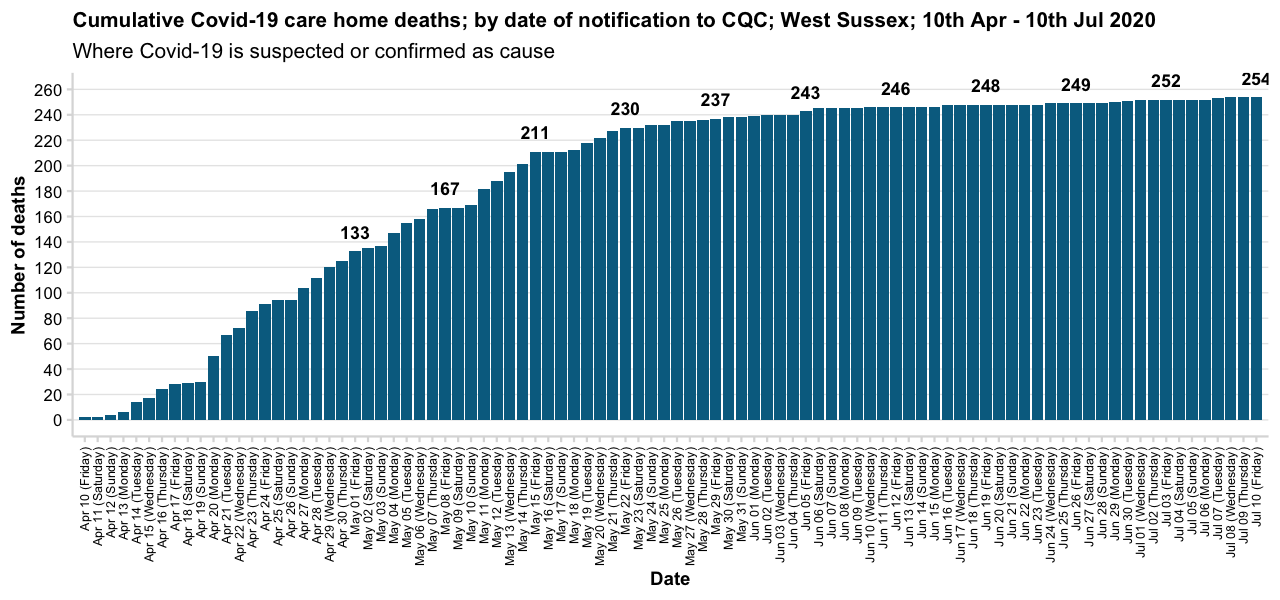 Cumulative Covid-19 care home deaths; by date of notification to CQC; West Sussex; 10th Apr - 10th Jul 2020
Where Covid-19 is suspected or confirmed as cause
Number of deaths
260
240
220
200
180
160
140
120
100
80
60
40
20
0
133
167
211
230
237
243
246
248
249
252
254
Apr 10 (Friday)
Apr 11 (Saturday)
Apr 12 (Sunday)
Apr 13 (Monday)
Apr 14 (Tuesday)
Apr 15 (Wednesday)
Apr 16 (Thursday)
Apr 17 (Friday)
Apr 18 (Saturday)
Apr 19 (Sunday)
Apr 20 (Monday)
Apr 21 (Tuesday)
Apr 22 (Wednesday)
Apr 23 (Thursday)
Apr 24 (Friday)
Apr 25 (Saturday)
Apr 26 (Sunday)
Apr 27 (Monday)
Apr 28 (Tuesday)
Apr 29 (Wednesday)
Apr 30 (Thursday)
May 01 (Friday)
May 02 (Saturday)
May 03 (Sunday)
May 04 (Monday)
May 05 (Tuesday)
May 06 (Wednesday)
May 07 (Thursday)
May 08 (Friday)
May 09 (Saturday)
May 10 (Sunday)
May 11 (Monday)
May 12 (Tuesday)
May 13 (Wednesday)
May 14 (Thursday)
May 15 (Friday)
May 16 (Saturday)
May 17 (Sunday)
May 18 (Monday)
May 19 (Tuesday)
May 20 (Wednesday)
May 21 (Thursday)
May 22 (Friday)
May 23 (Saturday)
May 24 (Sunday)
May 25 (Monday)
May 26 (Tuesday)
May 27 (Wednesday)
May 28 (Thursday)
May 29 (Friday)
May 30 (Saturday)
May 31 (Sunday)
Jun 01 (Monday)
Jun 02 (Tuesday)
Jun 03 (Wednesday)
Jun 04 (Thursday)
Jun 05 (Friday)
Jun 06 (Saturday)
Jun 07 (Sunday)
Jun 08 (Monday)
Jun 09 (Tuesday)
Jun 10 (Wednesday)
Jun 11 (Thursday)
Jun 12 (Friday)
Jun 13 (Saturday)
Jun 14 (Sunday)
Jun 15 (Monday)
Jun 16 (Tuesday)
Jun 17 (Wednesday)
Jun 18 (Thursday)
Jun 19 (Friday)
Jun 20 (Saturday)
Jun 21 (Sunday)
Jun 22 (Monday)
Jun 23 (Tuesday)
Jun 24 (Wednesday)
Jun 25 (Thursday)
Jun 26 (Friday)
Jun 27 (Saturday)
Jun 28 (Sunday)
Jun 29 (Monday)
Jun 30 (Tuesday)
Jul 01 (Wednesday)
Jul 02 (Thursday)
Jul 03 (Friday)
Jul 04 (Saturday)
Jul 05 (Sunday)
Jul 06 (Monday)
Jul 07 (Tuesday)
Jul 08 (Wednesday)
Jul 09 (Thursday)
Jul 10 (Friday)
Date